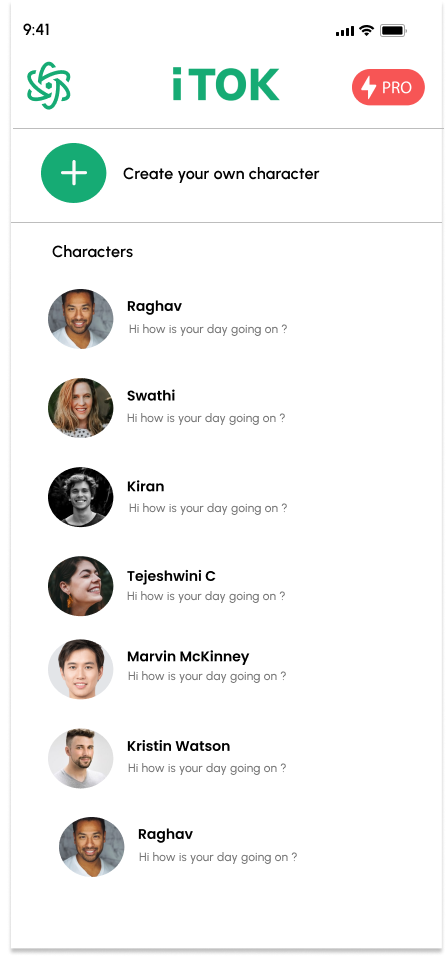 9:41
iTOK
PRO
Create your own character
Characters
Raghav
Hi how is your day going on ?
Swathi
Hi how is your day going on ?
Kiran
Hi how is your day going on ?
Tejeshwini C
Hi how is your day going on ?
Marvin McKinney
Hi how is your day going on ?
Kristin Watson
Hi how is your day going on ?
Raghav
Hi how is your day going on ?